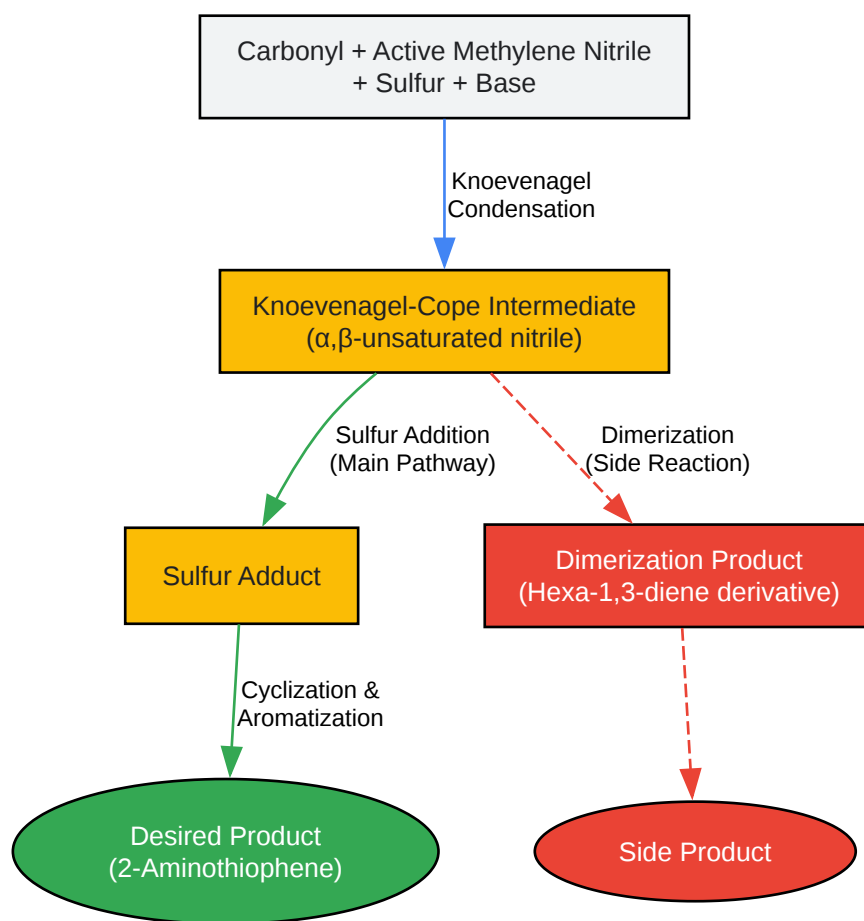 Carbonyl + Active Methylene Nitrile
+ Sulfur + Base
Knoevenagel
Condensation
Knoevenagel-Cope Intermediate
(α,β-unsaturated nitrile)
Sulfur Addition
(Main Pathway)
Dimerization
(Side Reaction)
Sulfur Adduct
Dimerization Product
(Hexa-1,3-diene derivative)
Cyclization &
Aromatization
Desired Product
(2-Aminothiophene)
Side Product